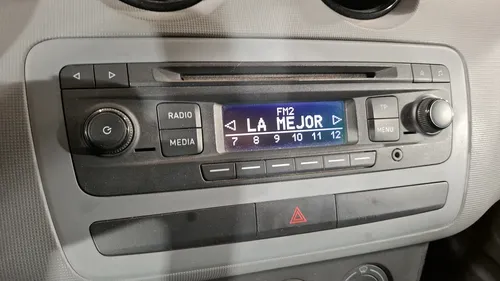 RADIO
MEDIA
FM2
LA MEJOR
7 8 9 10 11 12
TP
MENU